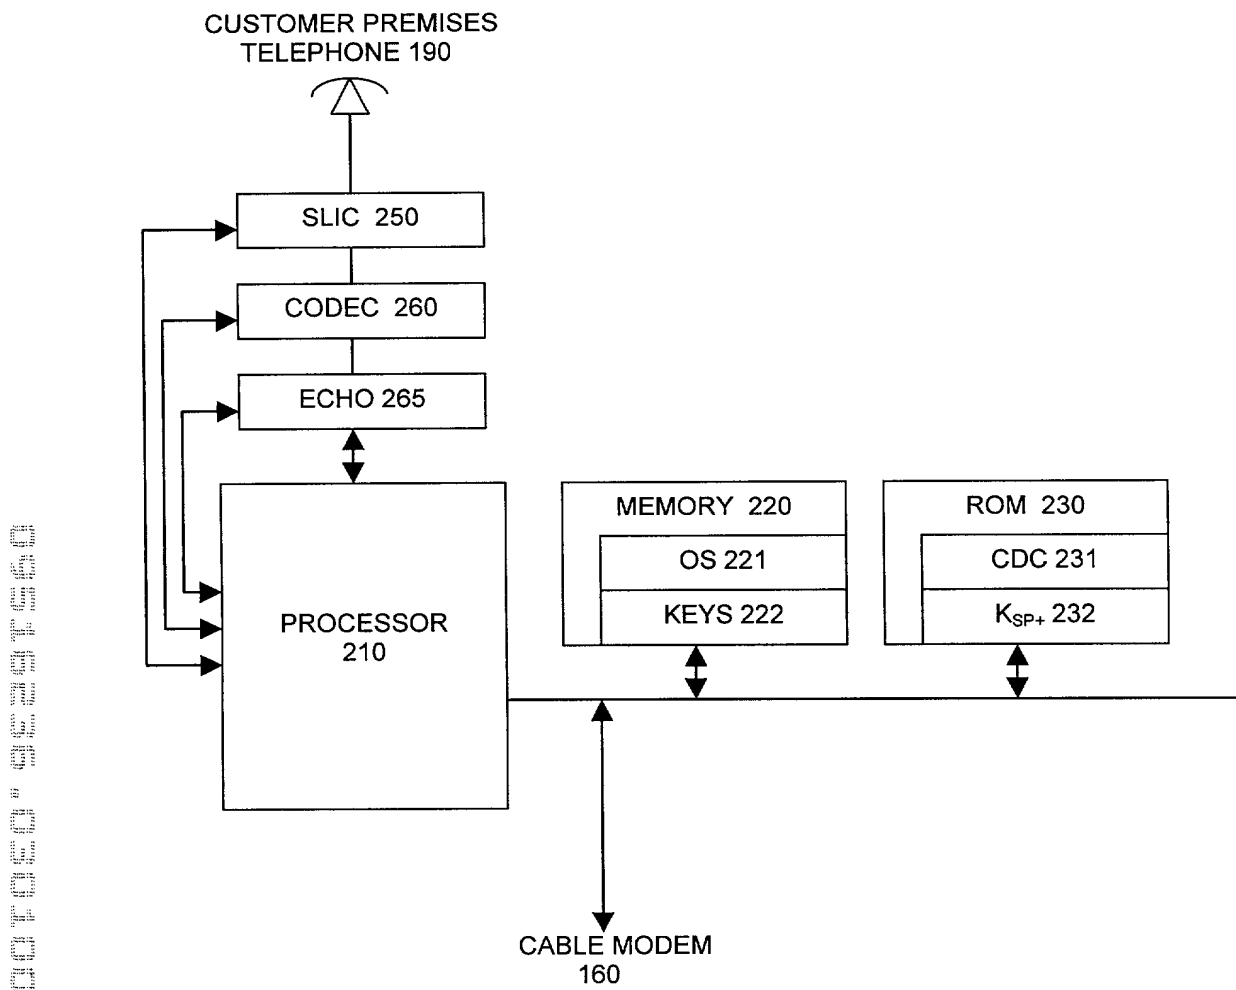 CUSTOMER PREMISES
TELEPHONE 190
SLIC 250
CODEC 260
ECHO 265
PROCESSOR
210
MEMORY 220
OS 221
KEYS 222
ROM 230
CDC 231
K_SP+ 232
CABLE MODEM
160